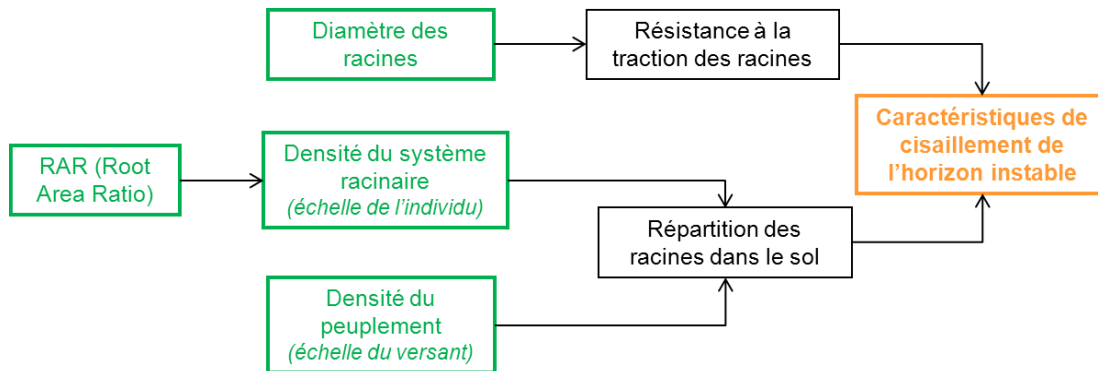 Diamètre des
racines
Résistance à la
traction des racines
Caractéristiques de
cisaillement de
l'horizon instable
RAR (Root
Area Ratio)
Densité du système
racinaire
(échelle de l'individu)
Répartition des
racines dans le sol
Densité du
peuplement
(échelle du versant)